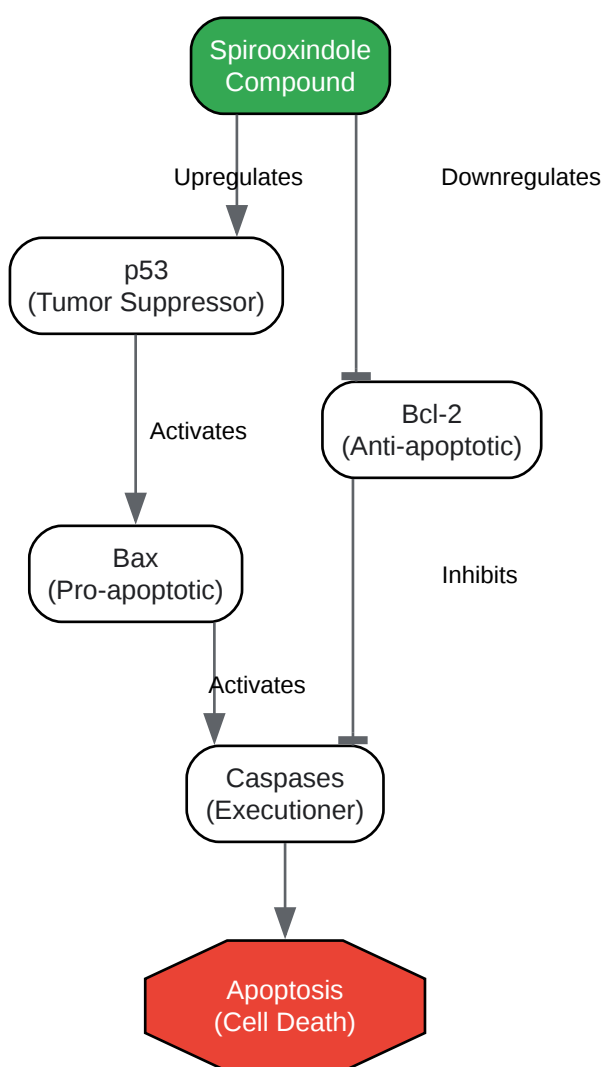 Spirooxindole
Compound
Upregulates
Downregulates
p53
(Tumor Suppressor)
Activates
Bcl-2
(Anti-apoptotic)
Bax
(Pro-apoptotic)
Inhibits
Activates
Caspases
(Executioner)
Apoptosis
(Cell Death)